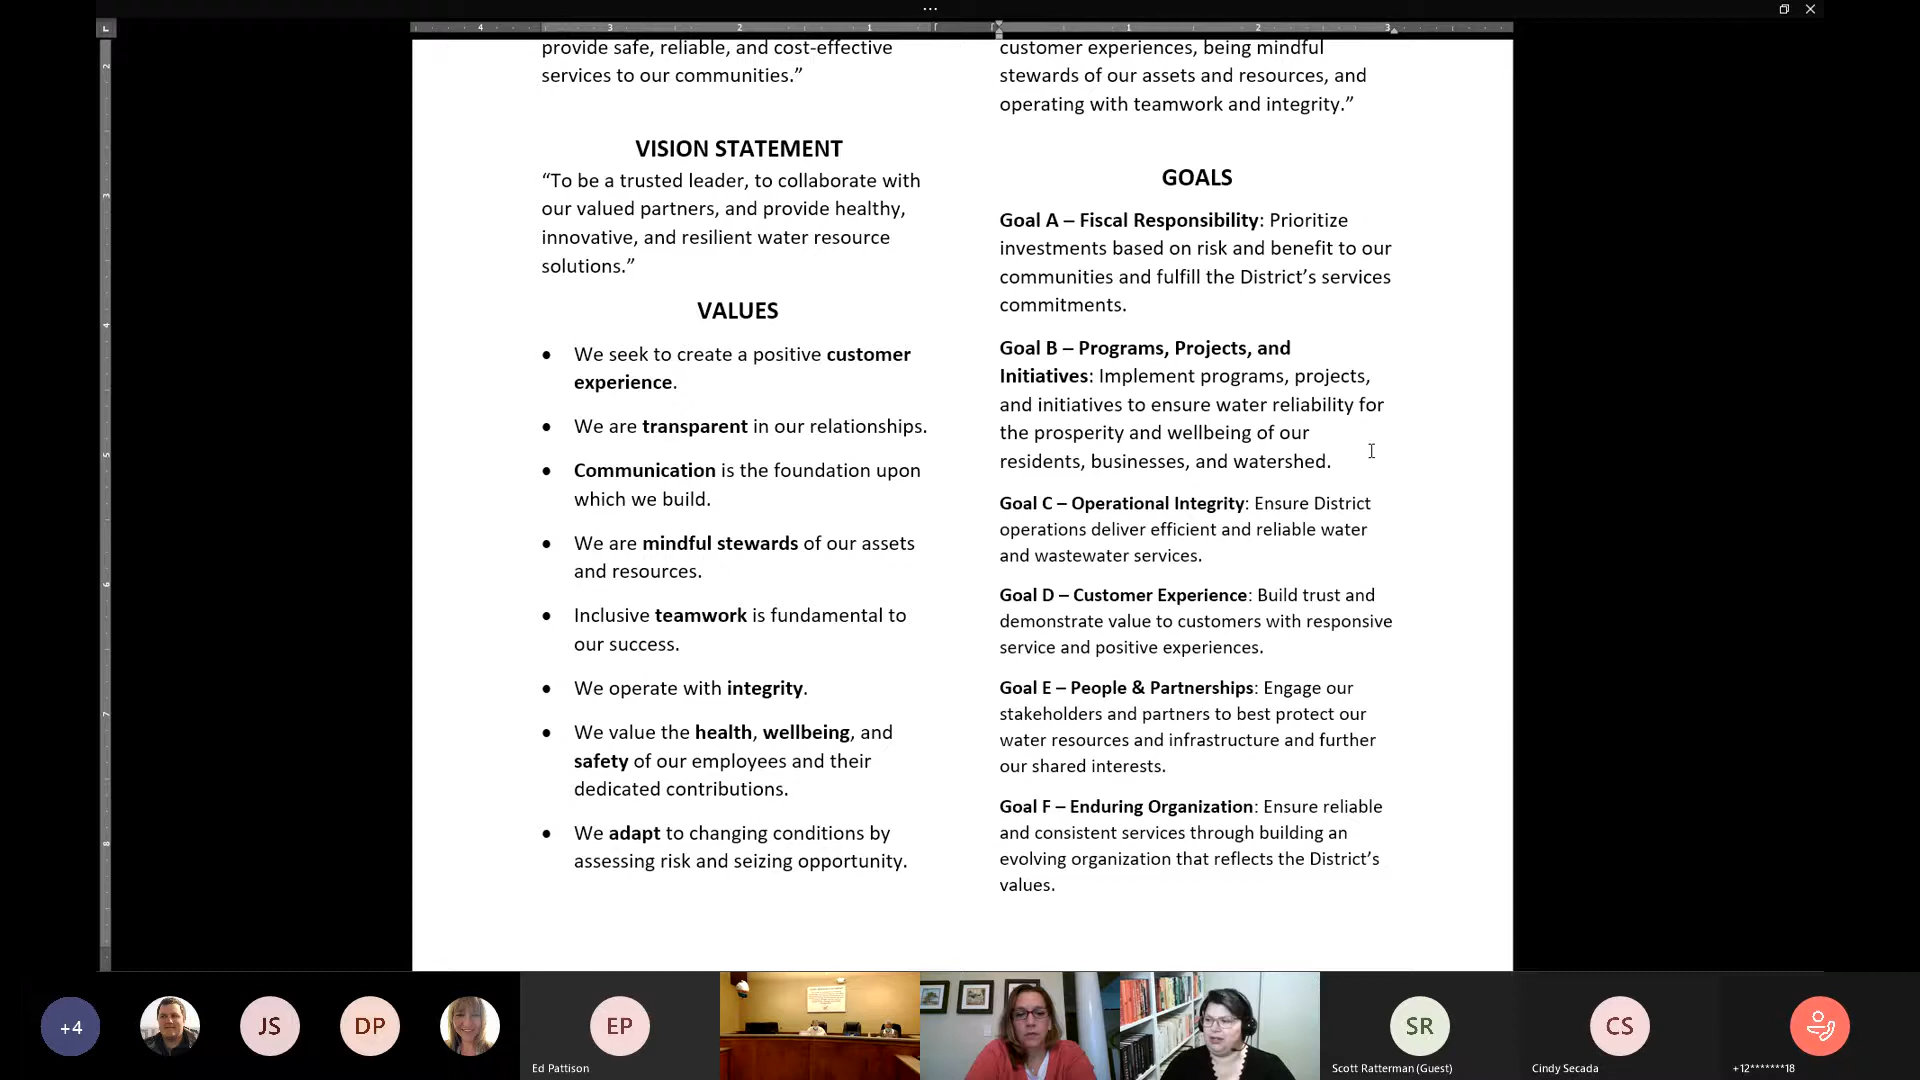 provide safe, reliable, and cost-effective
services to our communities.”
VISION STATEMENT
“To be a trusted leader, to collaborate with
our valued partners, and provide healthy,
innovative, and resilient water resource
solutions.”
VALUES
• We seek to create a positive customer
experience.
• We are transparent in our relationships.
• Communication is the foundation upon
which we build.
• We are mindful stewards of our assets
and resources.
• Inclusive teamwork is fundamental to
our success.
• We operate with integrity.
• We value the health, wellbeing, and
safety of our employees and their
dedicated contributions.
• We adapt to changing conditions by
assessing risk and seizing opportunity.
customer experiences, being mindful
stewards of our assets and resources, and
operating with teamwork and integrity.”
GOALS
Goal A – Fiscal Responsibility: Prioritize
investments based on risk and benefit to our
communities and fulfill the District’s services
commitments.
Goal B – Programs, Projects, and
Initiatives: Implement programs, projects,
and initiatives to ensure water reliability for
the prosperity and wellbeing of our
residents, businesses, and watershed.
Goal C – Operational Integrity: Ensure District
operations deliver efficient and reliable water
and wastewater services.
Goal D – Customer Experience: Build trust and
demonstrate value to customers with responsive
service and positive experiences.
Goal E – People & Partnerships: Engage our
stakeholders and partners to best protect our
water resources and infrastructure and further
our shared interests.
Goal F – Enduring Organization: Ensure reliable
and consistent services through building an
evolving organization that reflects the District’s
values.
+4
JS
DP
EP
Ed Pattison
SR
Scott Ratterman (Guest)
CS
Cindy Secada
+12*******18